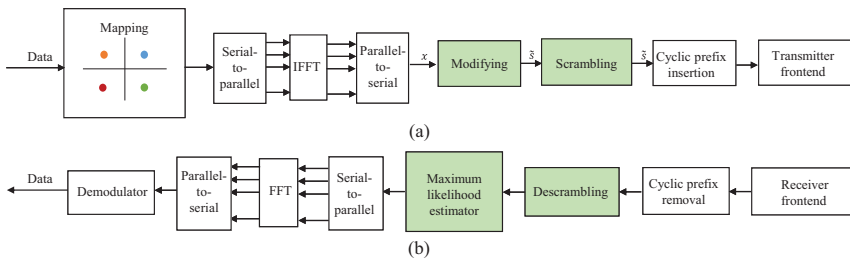 Data
Mapping
Serial-
to-
parallel
IFFT
Parallel-
to-
serial
x
Modifying
s̃
Scrambling
s̃
Cyclic prefix
insertion
Transmitter
frontend
(a)
Data
Demodulator
Parallel-
to-
serial
FFT
Serial-
to-
parallel
Maximum
likelihood
estimator
Descrambling
Cyclic prefix
removal
Receiver
frontend
(b)